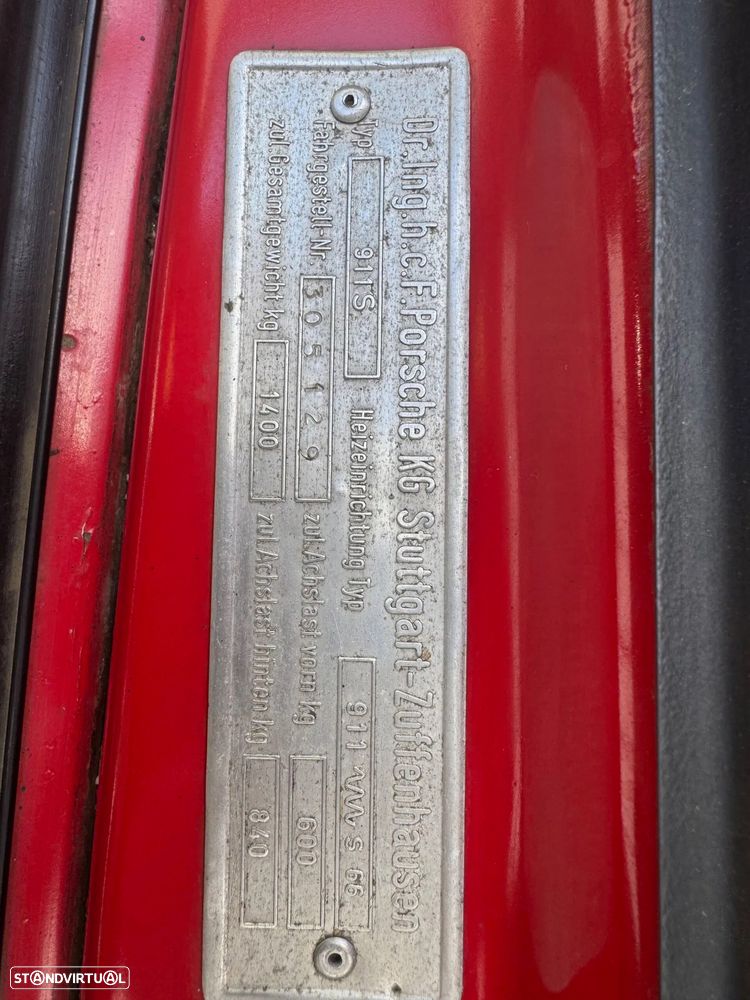 Dr.Ing.h.c.F.Porsche KG Stuttgart-Zuffenhausen
Typ 911S Heizeinrichtung Typ 911 〰 S 66
Fahrgestell-Nr. 305129 zul.Achslast vorn kg 600
zul.Gesamtgewicht kg 1400 zul.Achslast hinten kg 840
STANDVIRTUAL